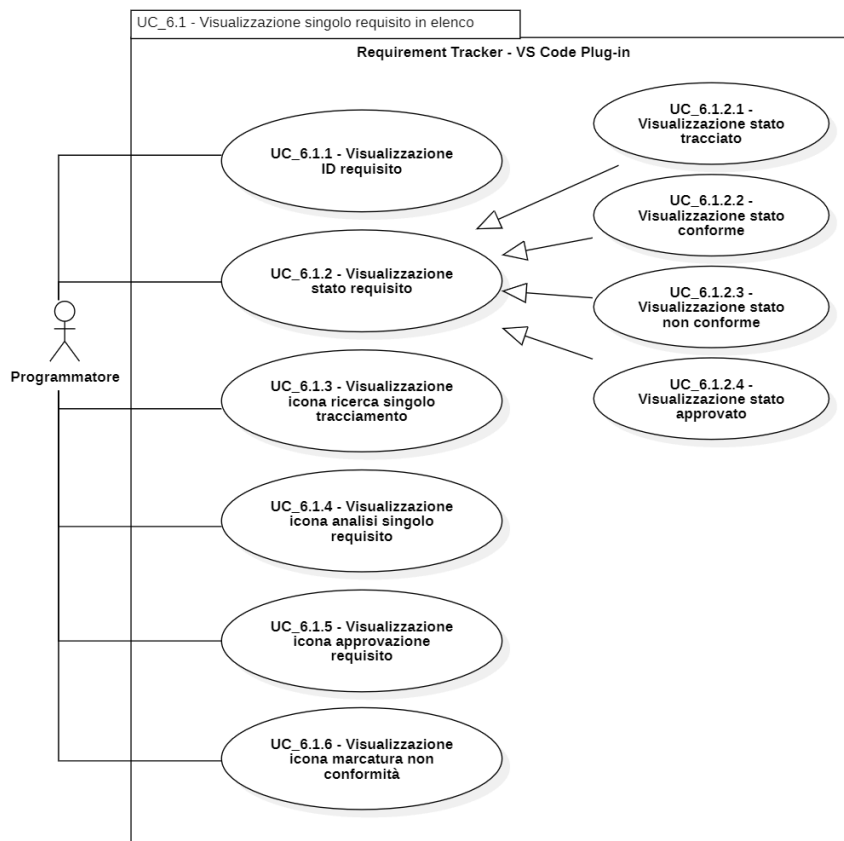 UC_6.1 - Visualizzazione singolo requisito in elenco
Requirement Tracker - VS Code Plug-in
UC_6.1.1 - Visualizzazione
ID requisito
UC_6.1.2 - Visualizzazione
stato requisito
UC_6.1.3 - Visualizzazione
icona ricerca singolo
tracciamento
UC_6.1.4 - Visualizzazione
icona analisi singolo
requisito
UC_6.1.5 - Visualizzazione
icona approvazione
requisito
UC_6.1.6 - Visualizzazione
icona marcatura non
conformità
UC_6.1.2.1 -
Visualizzazione stato
tracciato
UC_6.1.2.2 -
Visualizzazione stato
conforme
UC_6.1.2.3 -
Visualizzazione stato
non conforme
UC_6.1.2.4 -
Visualizzazione stato
approvato
Programmatore